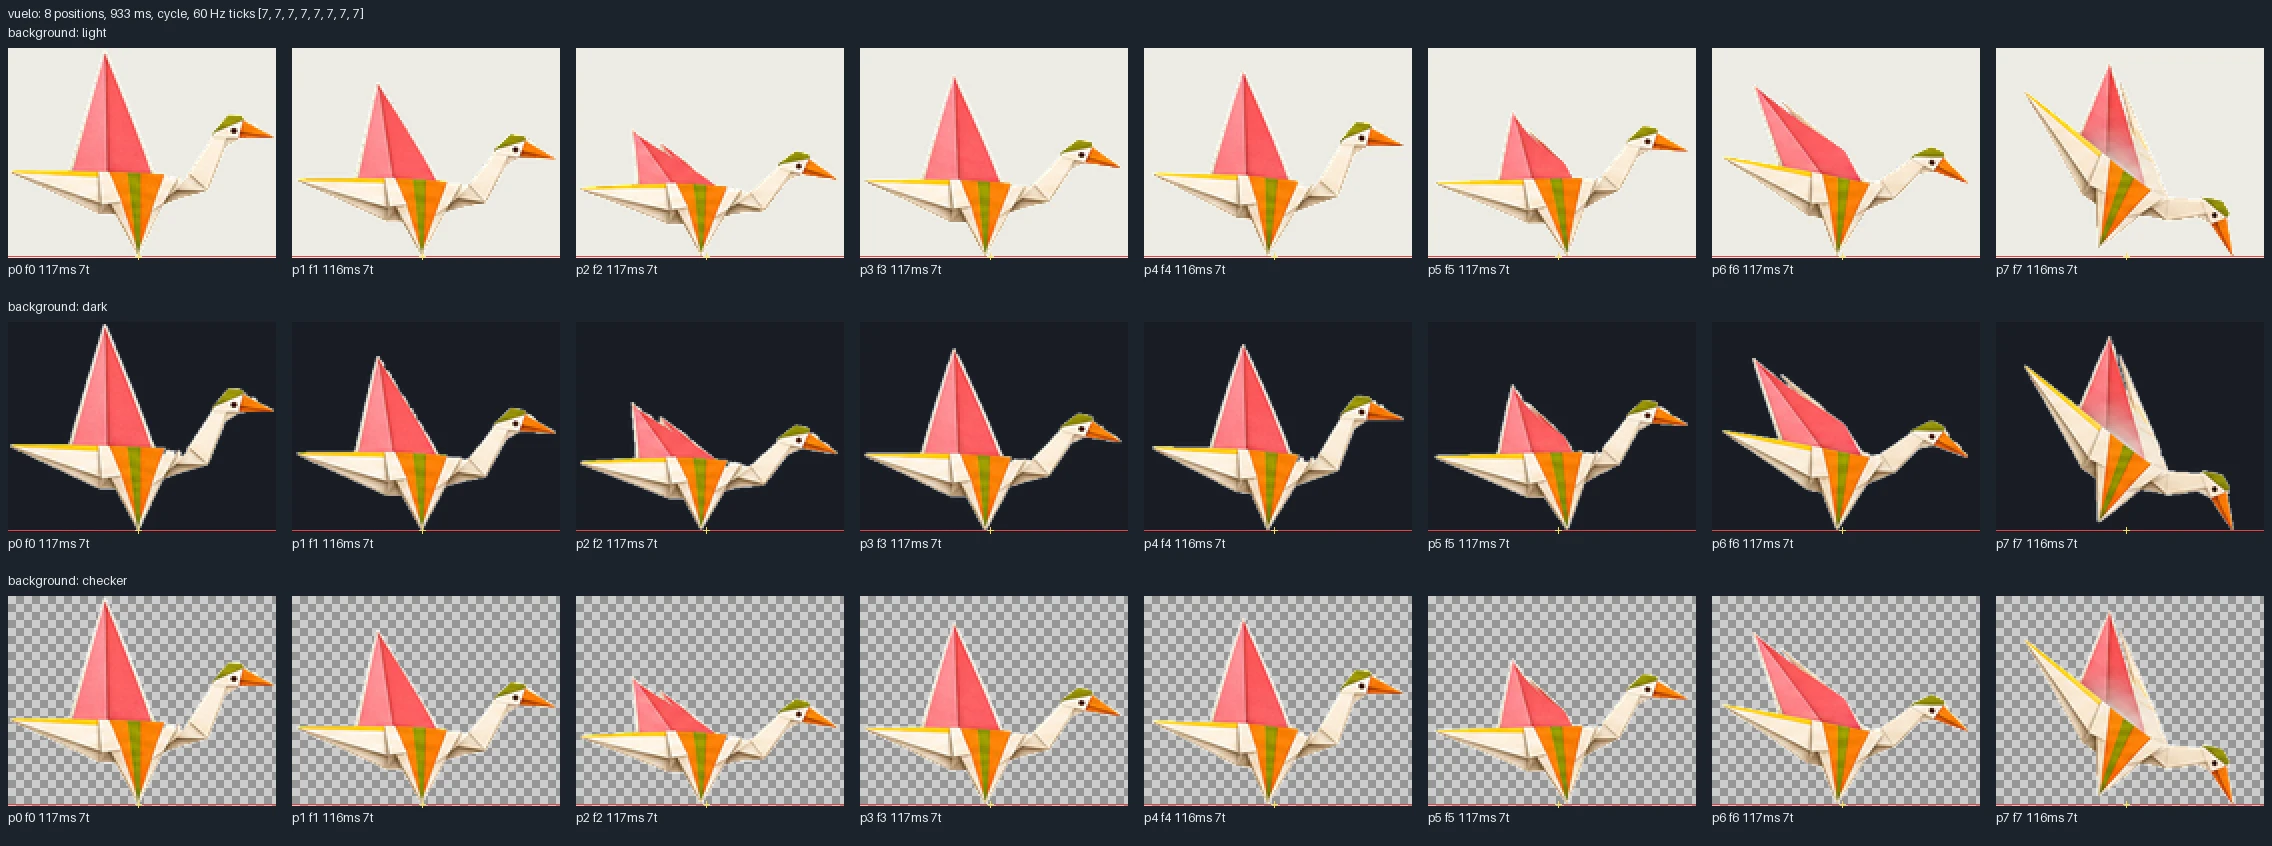 vuelo: 8 positions, 933 ms, cycle, 60 Hz ticks [7, 7, 7, 7, 7, 7, 7, 7]
background: light
p0 f0 117ms 7t
p1 f1 116ms 7t
p2 f2 117ms 7t
p3 f3 117ms 7t
p4 f4 116ms 7t
p5 f5 117ms 7t
p6 f6 117ms 7t
p7 f7 116ms 7t
background: dark
p0 f0 117ms 7t
p1 f1 116ms 7t
p2 f2 117ms 7t
p3 f3 117ms 7t
p4 f4 116ms 7t
p5 f5 117ms 7t
p6 f6 117ms 7t
p7 f7 116ms 7t
background: checker
p0 f0 117ms 7t
p1 f1 116ms 7t
p2 f2 117ms 7t
p3 f3 117ms 7t
p4 f4 116ms 7t
p5 f5 117ms 7t
p6 f6 117ms 7t
p7 f7 116ms 7t